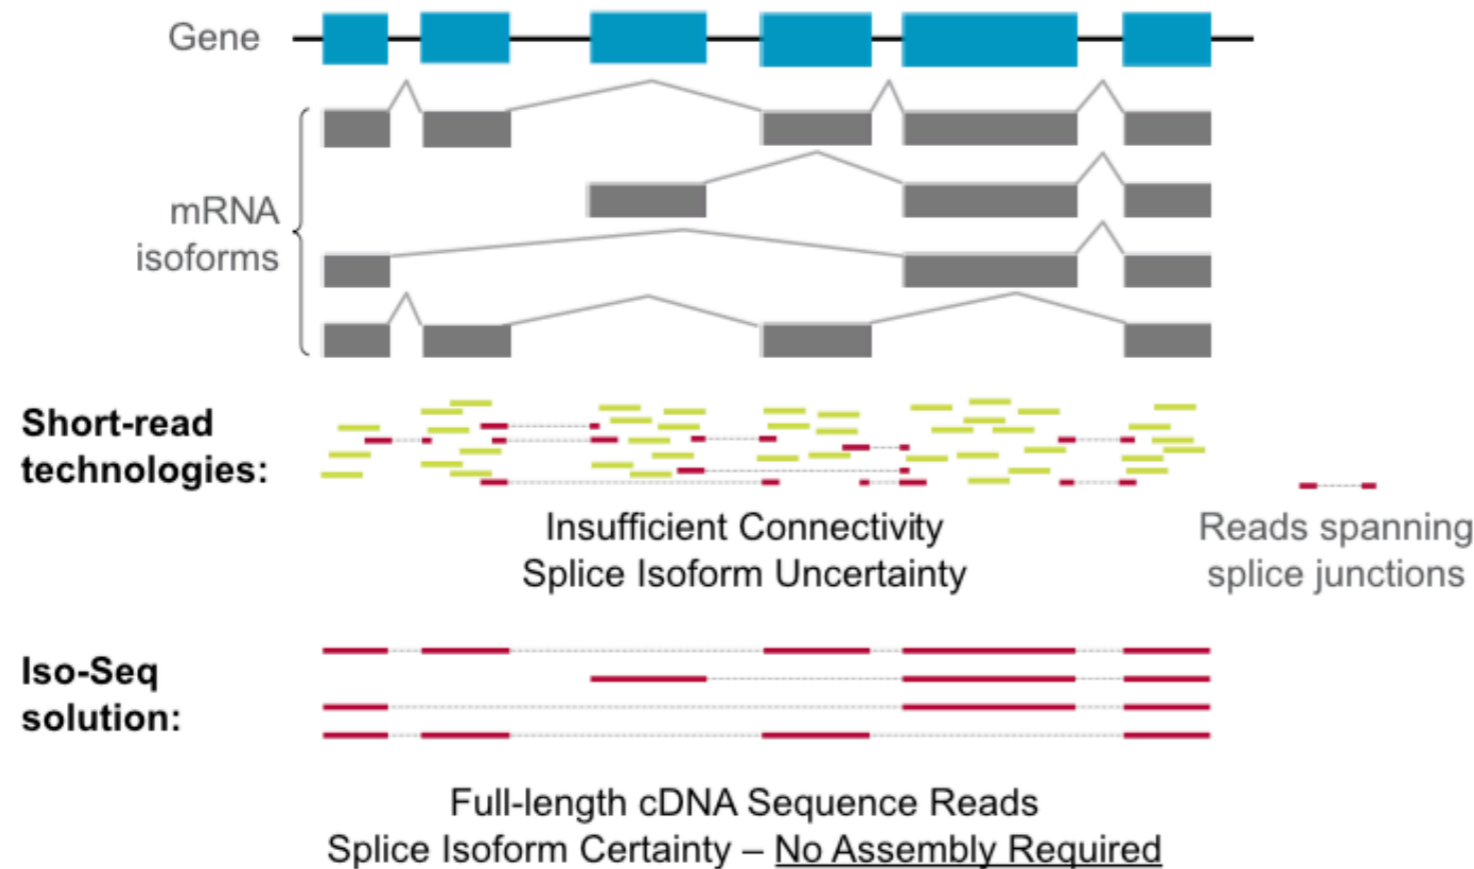 Gene
mRNA
isoforms
Short-read
technologies:
Insufficient Connectivity
Splice Isoform Uncertainty
Reads spanning
splice junctions
Iso-Seq
solution:
Full-length cDNA Sequence Reads
Splice Isoform Certainty – No Assembly Required